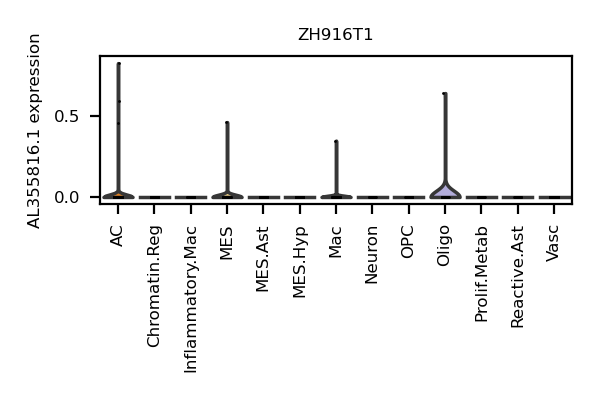 ZH916T1
AL355816.1 expression
0.5
0.0
AC
Chromatin.Reg
Inflammatory.Mac
MES
MES.Ast
MES.Hyp
Mac
Neuron
OPC
Oligo
Prolif.Metab
Reactive.Ast
Vasc